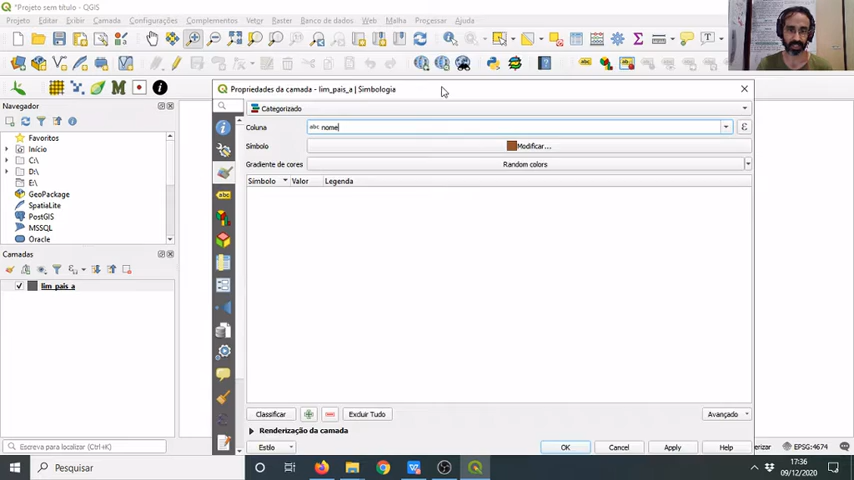 *Projeto sem título - QGIS
Projeto Editar Exibir Camada Configurações Complementos Vetor Raster Banco de dados Web Malha Processar Ajuda
Navegador
Favoritos
Início
C:\
D:\
E:\
GeoPackage
SpatiaLite
PostGIS
MSSQL
Oracle
Camadas
lim_pais_a
Propriedades da camada - lim_pais_a | Simbologia
Categorizado
Coluna abc nome
Símbolo Modificar...
Gradiente de cores Random colors
Símbolo Valor Legenda
Classificar Excluir Tudo Avançado
Renderização da camada
Estilo OK Cancel Apply Help
Escreva para localizar (Ctrl+K)
erizar EPSG:4674
Pesquisar
17:36
09/12/2020